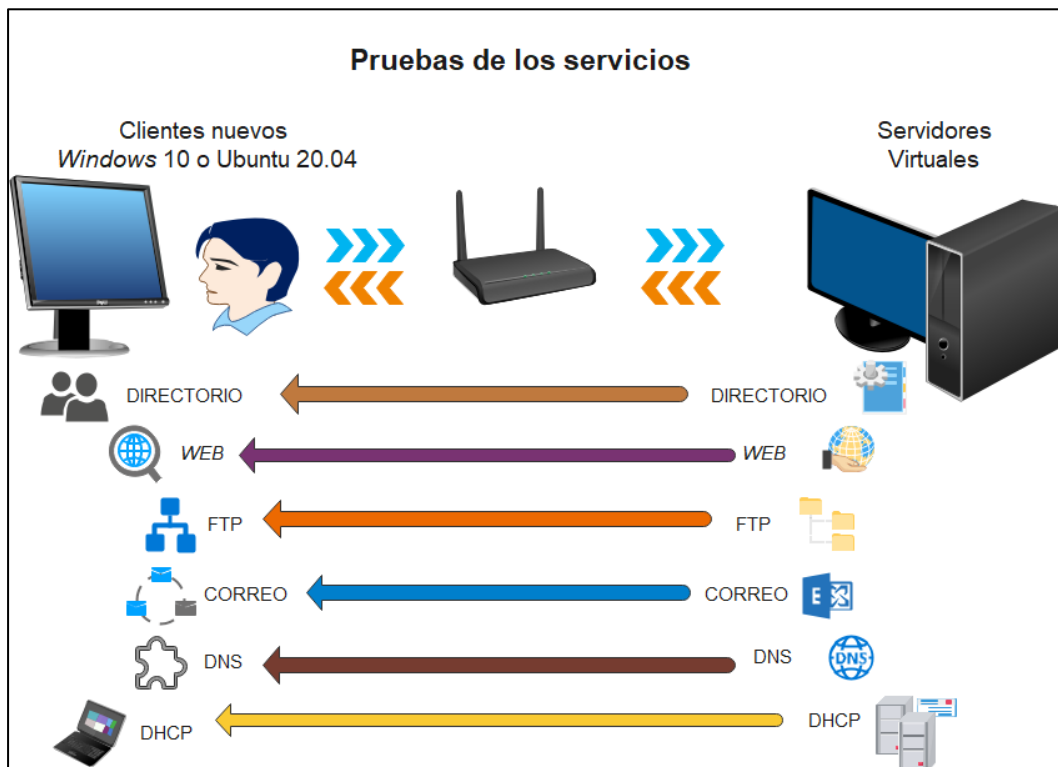 Pruebas de los servicios
Clientes nuevos
Windows 10 o Ubuntu 20.04
Servidores
Virtuales
DIRECTORIO
DIRECTORIO
WEB
WEB
FTP
FTP
CORREO
CORREO
E
DNS
DNS
DNS
DHCP
DHCP